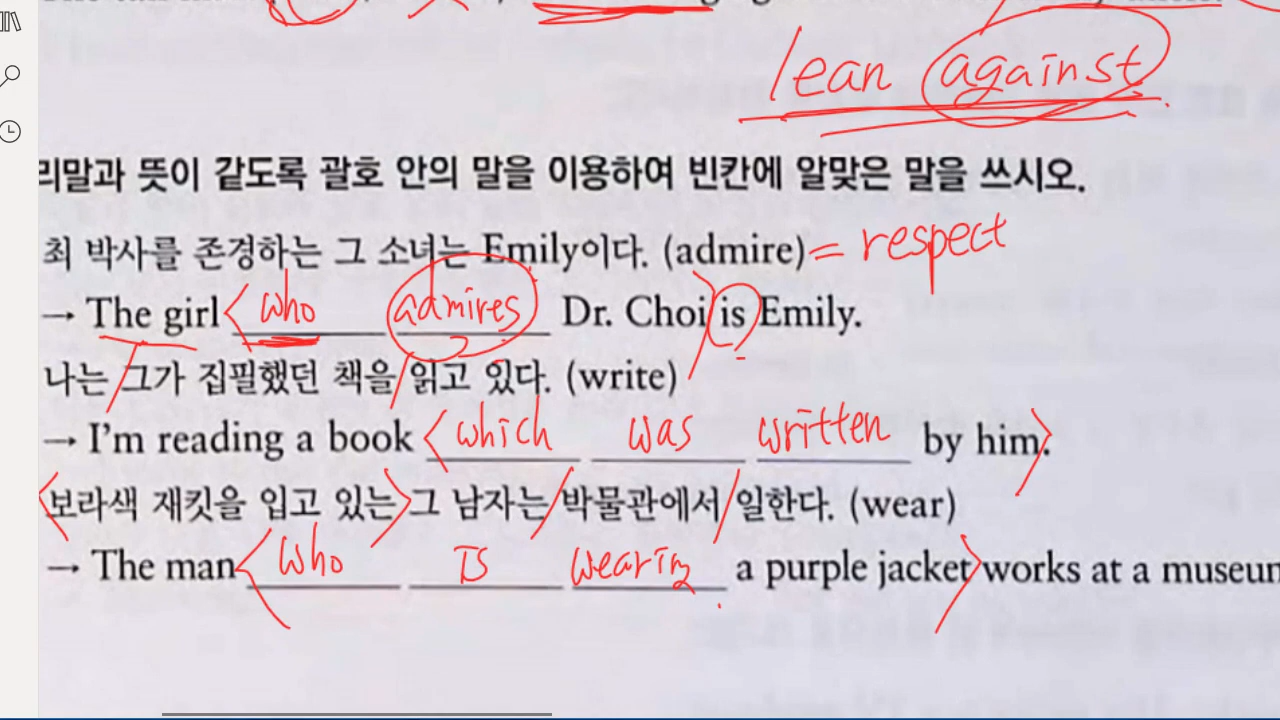 lean against
리말과 뜻이 같도록 괄호 안의 말을 이용하여 빈칸에 알맞은 말을 쓰시오.
최 박사를 존경하는 그 소녀는 Emily이다. (admire) = respect
→ The girl who admires Dr. Choi is Emily.
나는 그가 집필했던 책을 읽고 있다. (write)
→ I'm reading a book which was written by him.
보라색 재킷을 입고 있는 그 남자는 박물관에서 일한다. (wear)
→ The man who is wearing a purple jacket works at a museum